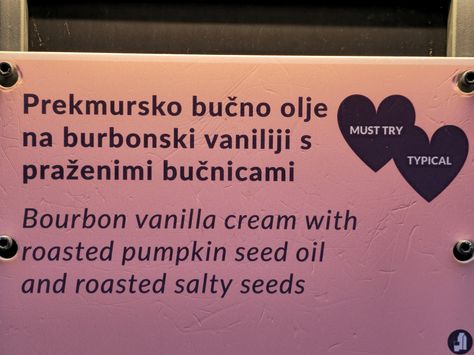 Prekmursko bučno olje
na burbonski vaniliji s
praženimi bučnicami
MUST TRY
TYPICAL
Bourbon vanilla cream with
roasted pumpkin seed oil
and roasted salty seeds